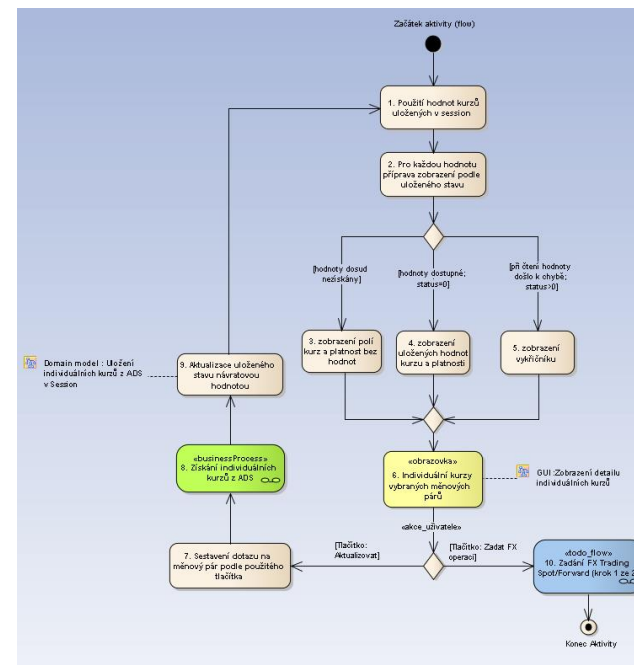 Začátek aktivity (flow)
1. Použití hodnot kurzů
uložených v session
2. Pro každou hodnotu
příprava zobrazení podle
uloženého stavu
[hodnoty dosud
nezískány]
[hodnoty dostupné;
status=0]
[při čtení hodnoty
došlo k chybě;
status>0]
3. zobrazení polí
kurz a platnost bez
hodnot
4. zobrazení
uložených hodnot
kurzu a platnosti
5. zobrazení
vykřičníku
Domain model : Uložení
individuálních kurzů z ADS
v Session
9. Aktualizace uloženého
stavu návratovou
hodnotou
«businessProcess»
8. Získání individuálních
kurzů z ADS
«obrazovka»
6. Individuální kurzy
vybraných měnových
párů
GUI :Zobrazení detailu
individuálních kurzů
«akce_uživatele»
7. Sestavení dotazu na
měnový pár podle použitého
tlačítka
[Tlačítko:
Aktualizovat]
[Tlačítko: Zadat FX
operaci]
«todo_flow»
10. Zadání FX Trading
Spot/Forward (krok 1 ze 2
Konec Aktivity